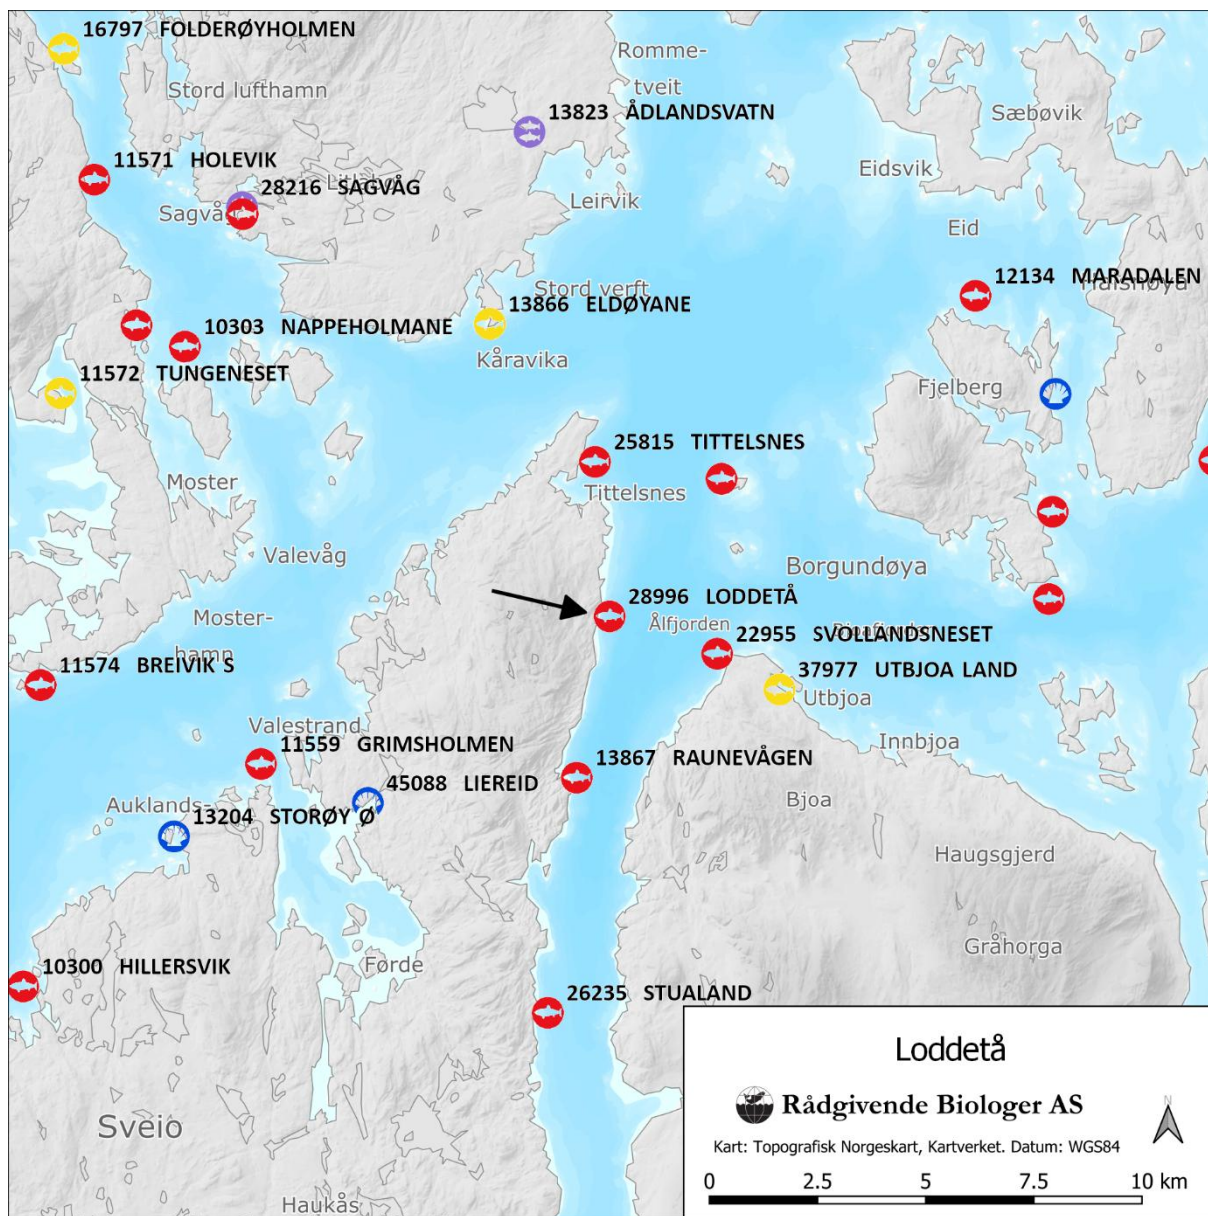 16797 FOLDERØYHOLMEN
Romme-
tveit
Stord lufthamn
13823 ÅDLANDSVATN
Sæbøvik
11571 HOLEVIK
Eidsvik
28216 SAGVÅG
Leirvik
Sagvåg
Eid
12134 MARADALEN
Halsnøya
Stord verft
13866 ELDØYANE
10303 NAPPEHOLMANE
Kåravika
11572 TUNGENESET
Fjelberg
25815 TITTELSNES
Moster
Tittelsnes
Valevåg
Borgundøya
28996 LODDETÅ
Moster-
hamn
Ålfjorden
22955 SVOLLANDSNESET
11574 BREIVIK S
37977 UTBJOA LAND
Utbjoa
Valestrand
11559 GRIMSHOLMEN
Innbjoa
13867 RAUNEVÅGEN
45088 LIEREID
Auklands-
13204 STORØY Ø
Bjoa
Haugsgjerd
Gråhorga
10300 HILLERSVIK
Førde
26235 STUALAND
Sveio
Haukås
Loddetå
Rådgivende Biologer AS
N
Kart: Topografisk Norgeskart, Kartverket. Datum: WGS84
0 2.5 5 7.5 10 km